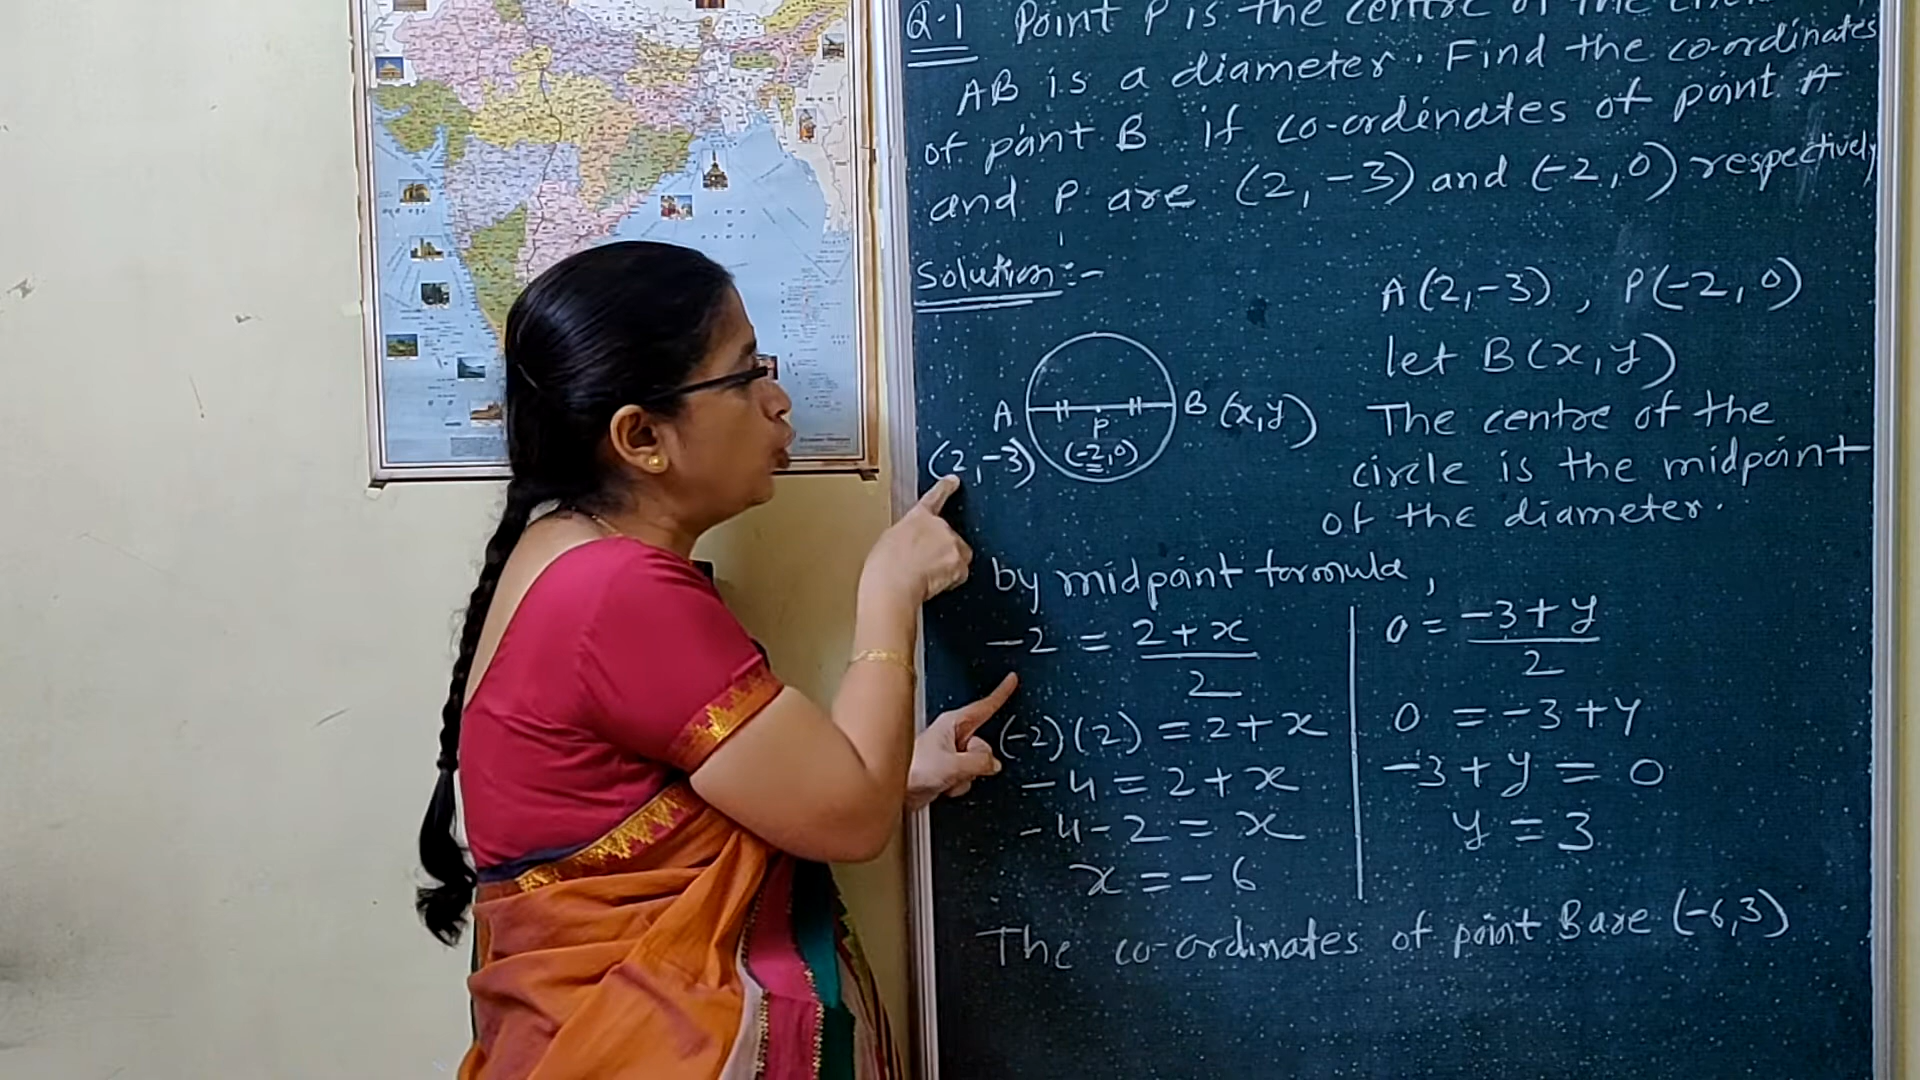 Q.1 Point P is the centre of the circle
AB is a diameter. Find the co-ordinates
of point B if co-ordinates of point A
and P are (2, -3) and (-2, 0) respectively
Solution:-
A(2,-3), P(-2, 0)
let B(x, y)
A B (x,y)
P
(2,-3) (-2,0)
The centre of the
circle is the midpoint
of the diameter.
by midpoint formula,
-2 = 2+x / 2
(-2)(2) = 2+x
-4 = 2+x
-4-2 = x
x = -6
0 = -3+y / 2
0 = -3+y
-3+y = 0
y = 3
The co-ordinates of point B are (-6,3)